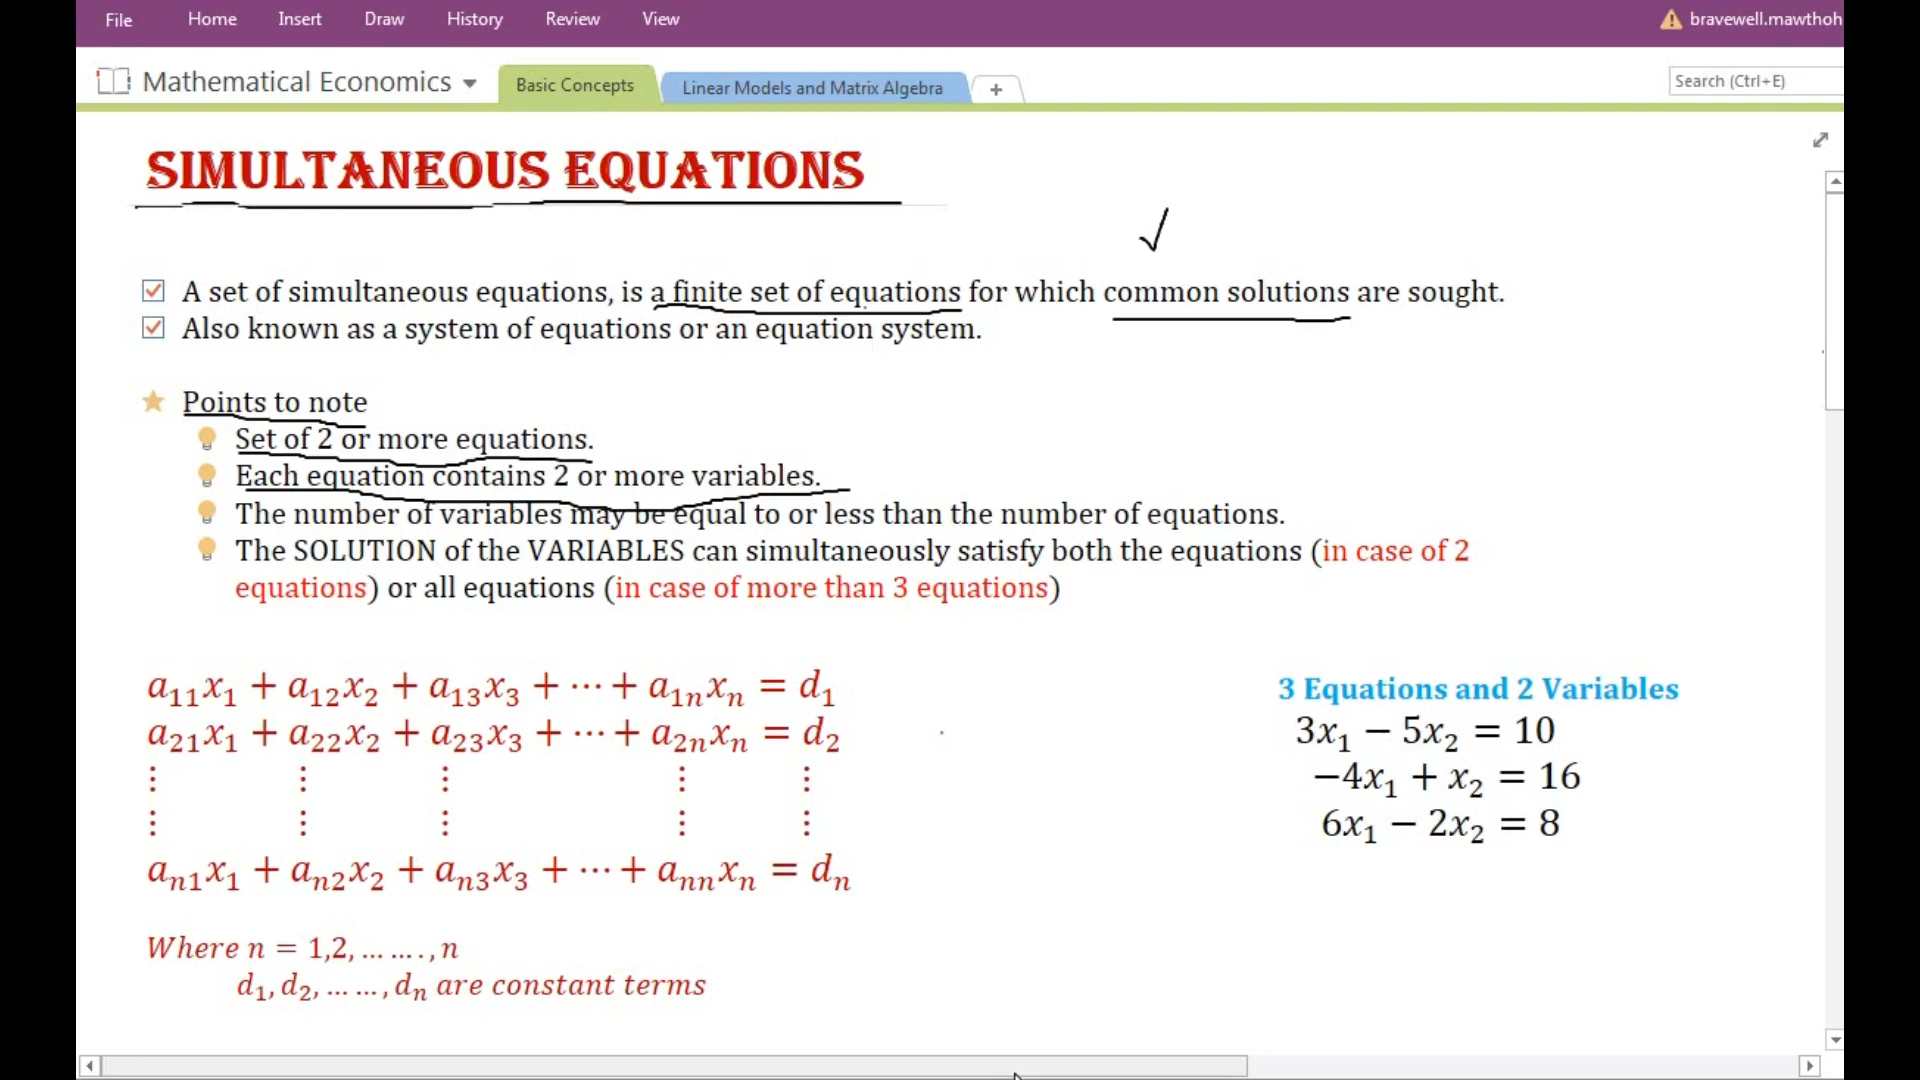 File Home Insert Draw History Review View bravewell.mawthoh
Mathematical Economics Basic Concepts Linear Models and Matrix Algebra + Search (Ctrl+E)
SIMULTANEOUS EQUATIONS
A set of simultaneous equations, is a finite set of equations for which common solutions are sought.
Also known as a system of equations or an equation system.
Points to note
Set of 2 or more equations.
Each equation contains 2 or more variables.
The number of variables may be equal to or less than the number of equations.
The SOLUTION of the VARIABLES can simultaneously satisfy both the equations (in case of 2
equations) or all equations (in case of more than 3 equations)
a₁₁x₁ + a₁₂x₂ + a₁₃x₃ + ⋯ + a₁ₙxₙ = d₁
a₂₁x₁ + a₂₂x₂ + a₂₃x₃ + ⋯ + a₂ₙxₙ = d₂
⋮ ⋮ ⋮ ⋮ ⋮
⋮ ⋮ ⋮ ⋮ ⋮
aₙ₁x₁ + aₙ₂x₂ + aₙ₃x₃ + ⋯ + aₙₙxₙ = dₙ
Where n = 1,2, … … . , n
d₁, d₂, … … , dₙ are constant terms
3 Equations and 2 Variables
3x₁ − 5x₂ = 10
−4x₁ + x₂ = 16
6x₁ − 2x₂ = 8